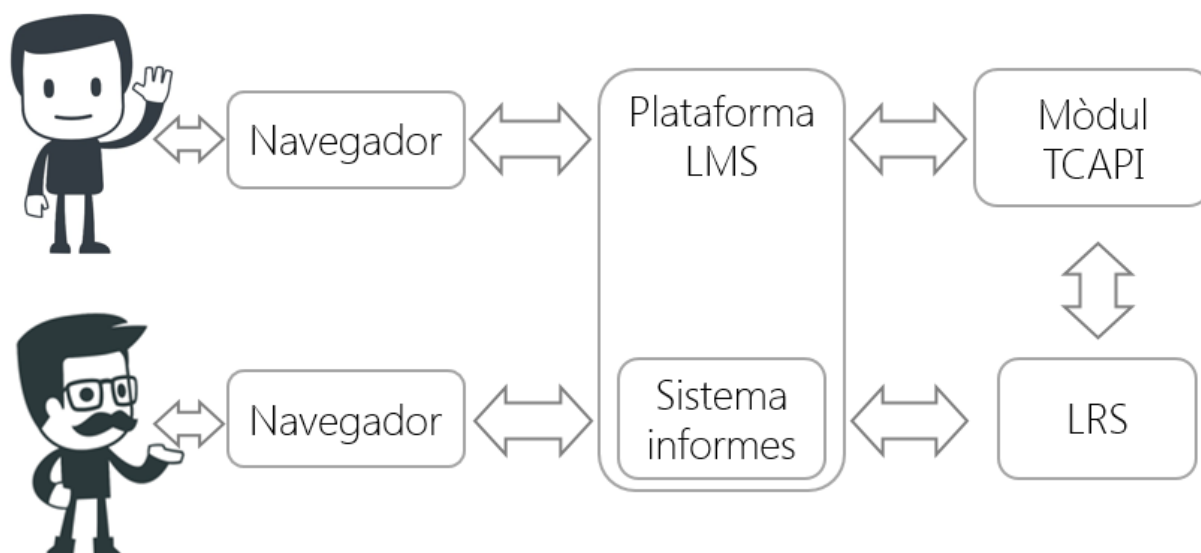 Navegador
Plataforma
LMS
Mòdul
TCAPI
Navegador
Sistema
informes
LRS